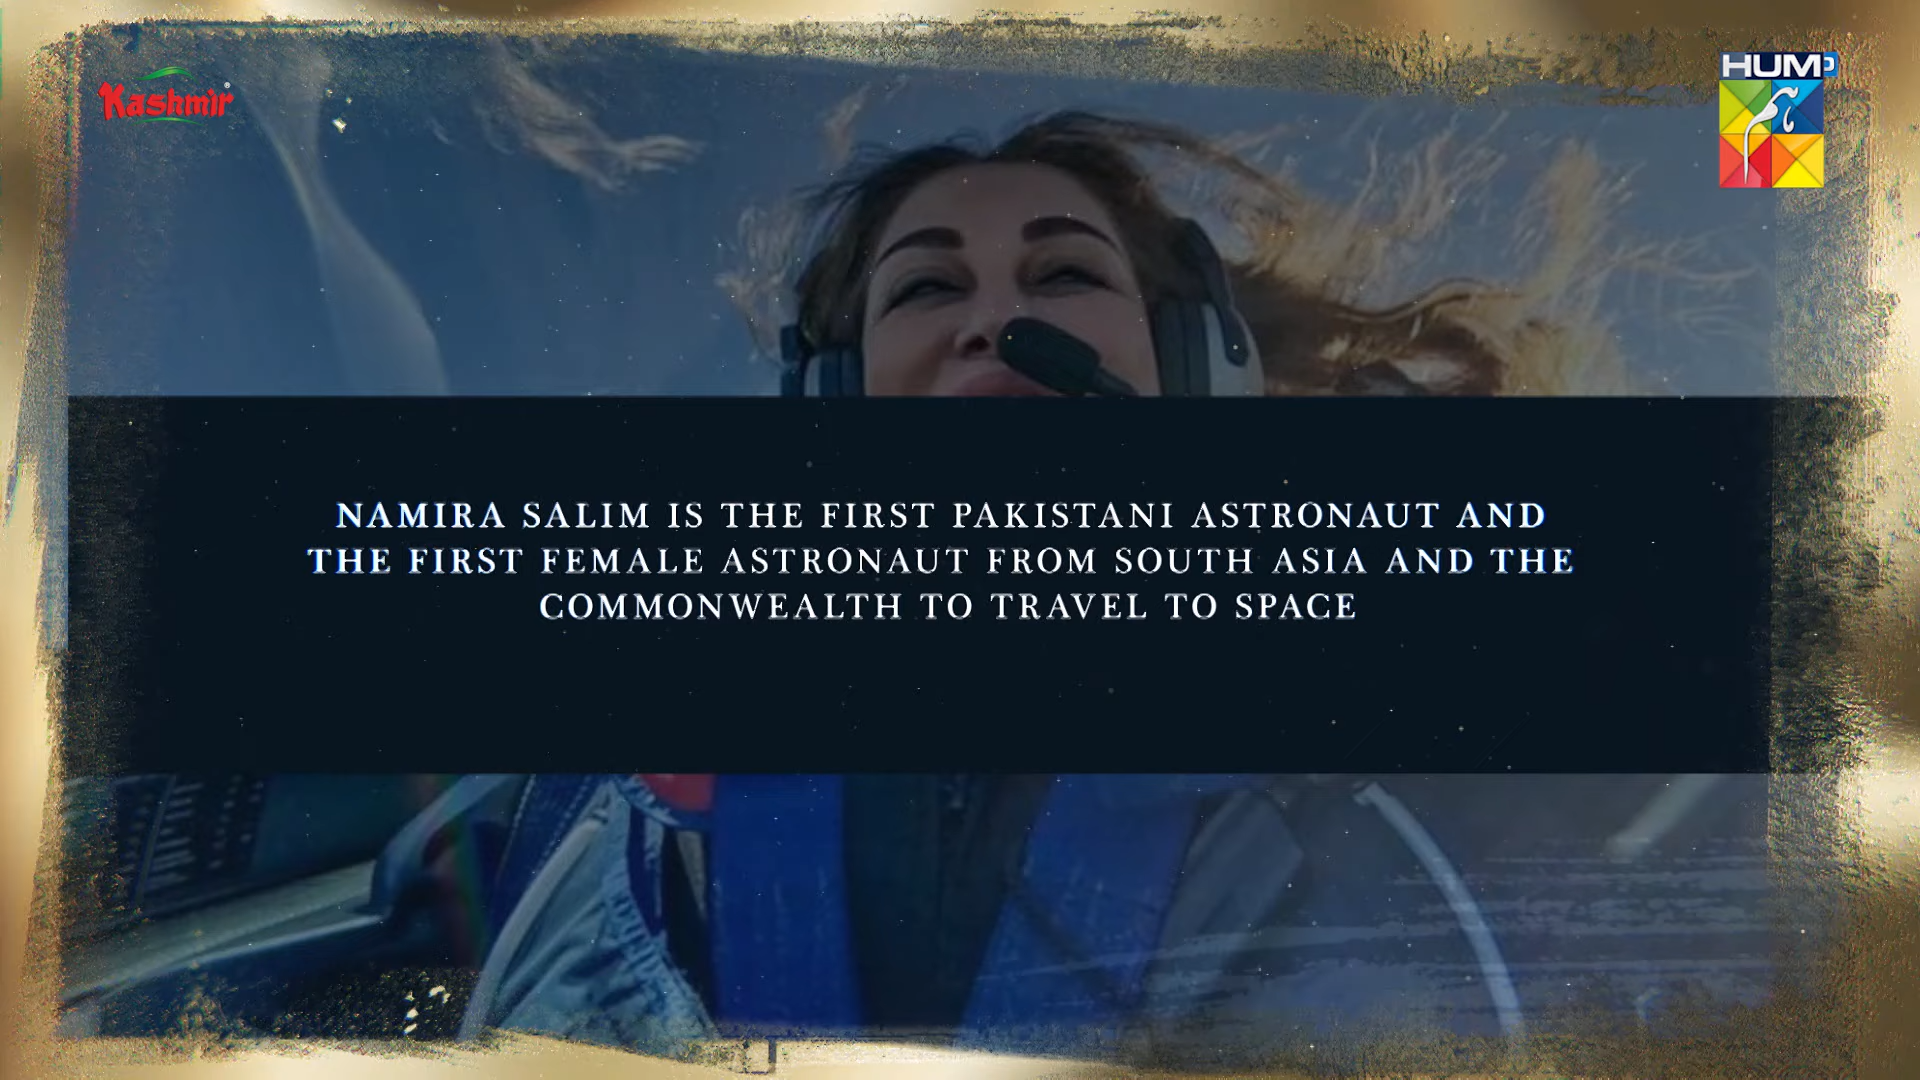 Kashmir
HUM
ہم
NAMIRA SALIM IS THE FIRST PAKISTANI ASTRONAUT AND
THE FIRST FEMALE ASTRONAUT FROM SOUTH ASIA AND THE
COMMONWEALTH TO TRAVEL TO SPACE